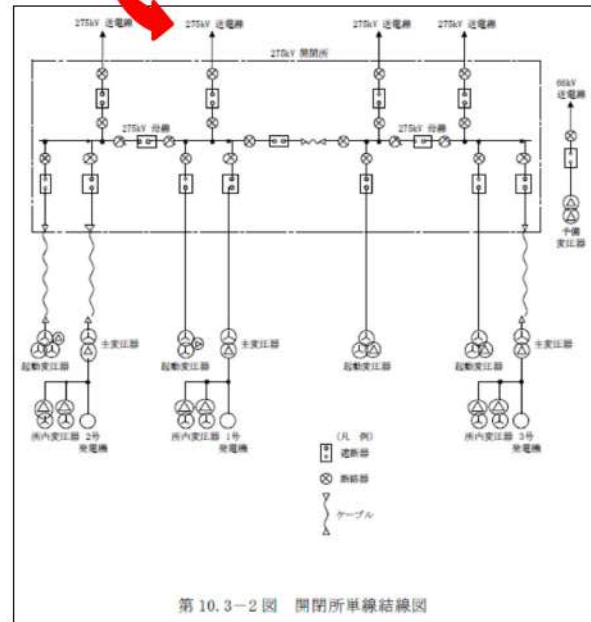 275kV 送電線
275kV 送電線
275kV 送電線
275kV 送電線
275kV 開閉所
66kV
送電線
275kV 母線
275kV 母線
予備
変圧器
起動変圧器
主変圧器
起動変圧器
主変圧器
起動変圧器
起動変圧器
主変圧器
所内変圧器 2号
発電機
所内変圧器 1号
発電機
所内変圧器 3号
発電機
(凡 例)
遮断器
断路器
ケーブル
第 10.3-2 図 開閉所単線結線図